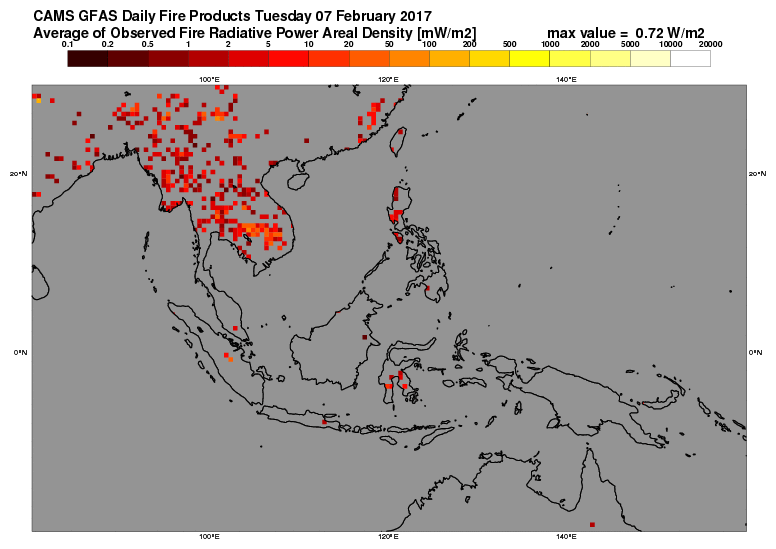 CAMS GFAS Daily Fire Products Tuesday 07 February 2017
Average of Observed Fire Radiative Power Areal Density [mW/m2] max value = 0.72 W/m2
0.1 0.2 0.5 1 2 5 10 20 50 100 200 500 1000 2000 5000 10000 20000
100°E 120°E 140°E
20°N 20°N
0°N 0°N
100°E 120°E 140°E